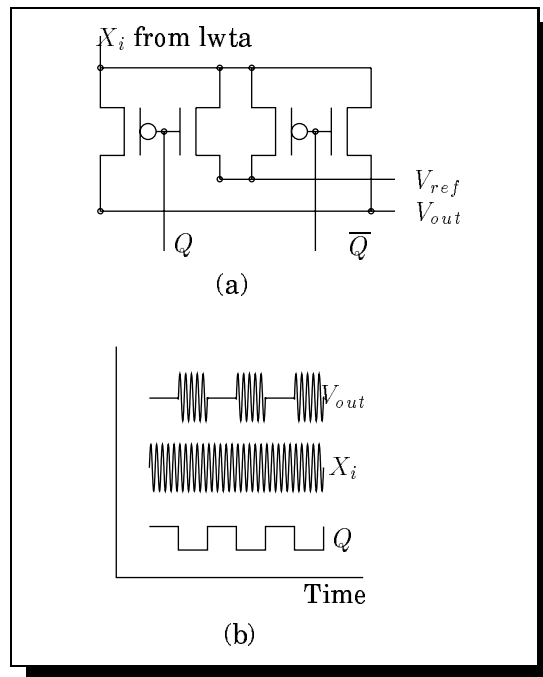 X_i from lwta
V_ref
V_out
Q
Q̅
(a)
V_out
X_i
Q
Time
(b)